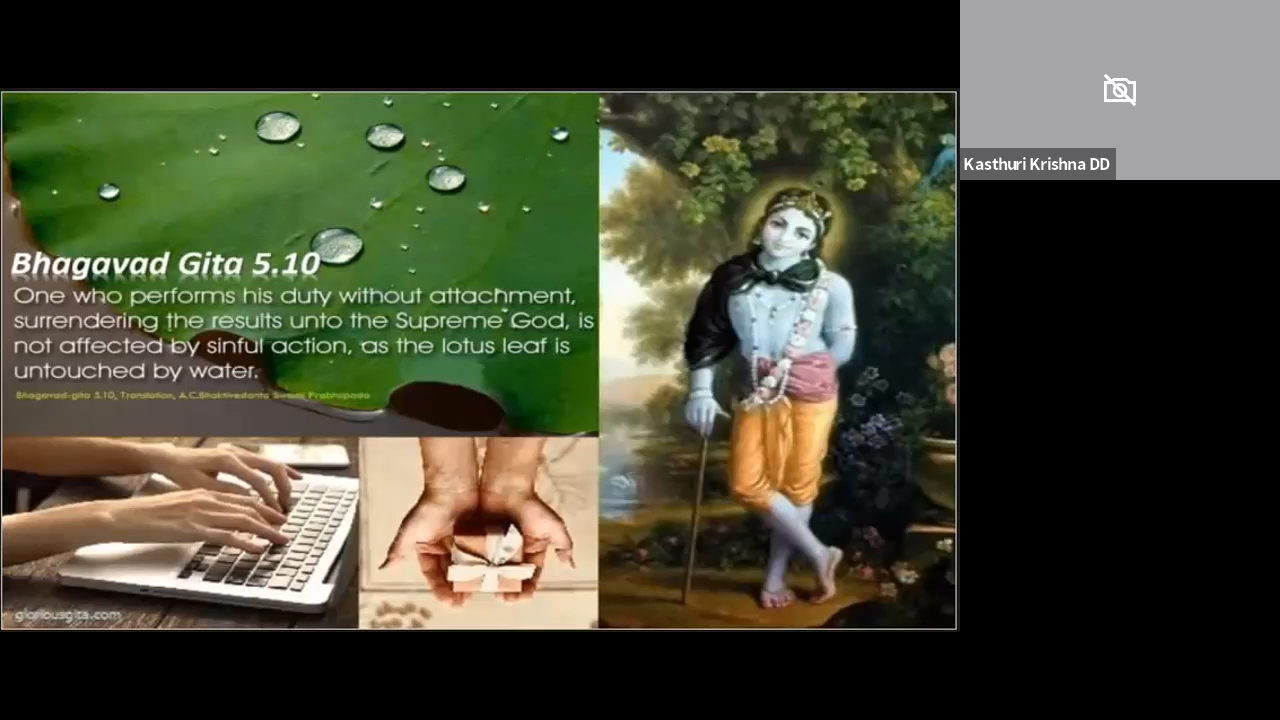 Bhagavad Gita 5.10
One who performs his duty without attachment,
surrendering the results unto the Supreme God, is
not affected by sinful action, as the lotus leaf is
untouched by water.
Bhagavad-gita 5.10, Translation, A.C.Bhaktivedanta Swami Prabhupada
gloriousgita.com
Kasthuri Krishna DD